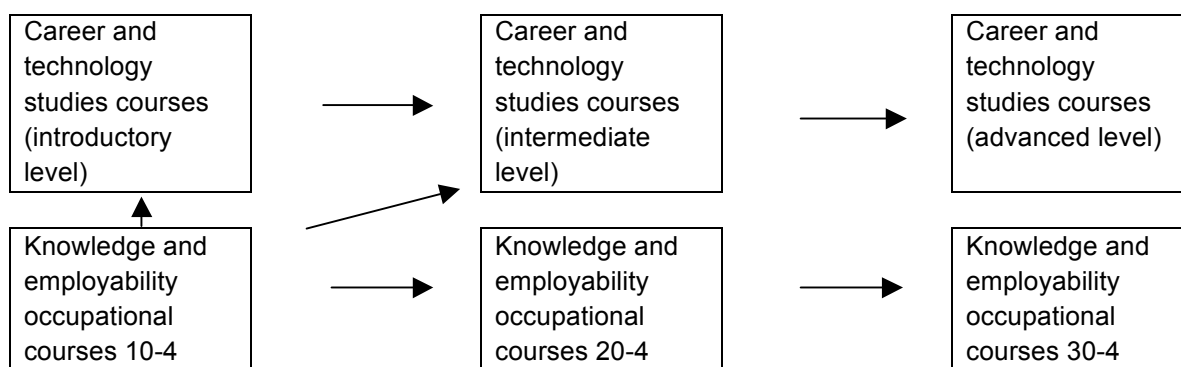 Career and
technology
studies courses
(introductory
level)
Career and
technology
studies courses
(intermediate
level)
Career and
technology
studies courses
(advanced level)
Knowledge and
employability
occupational
courses 10-4
Knowledge and
employability
occupational
courses 20-4
Knowledge and
employability
occupational
courses 30-4